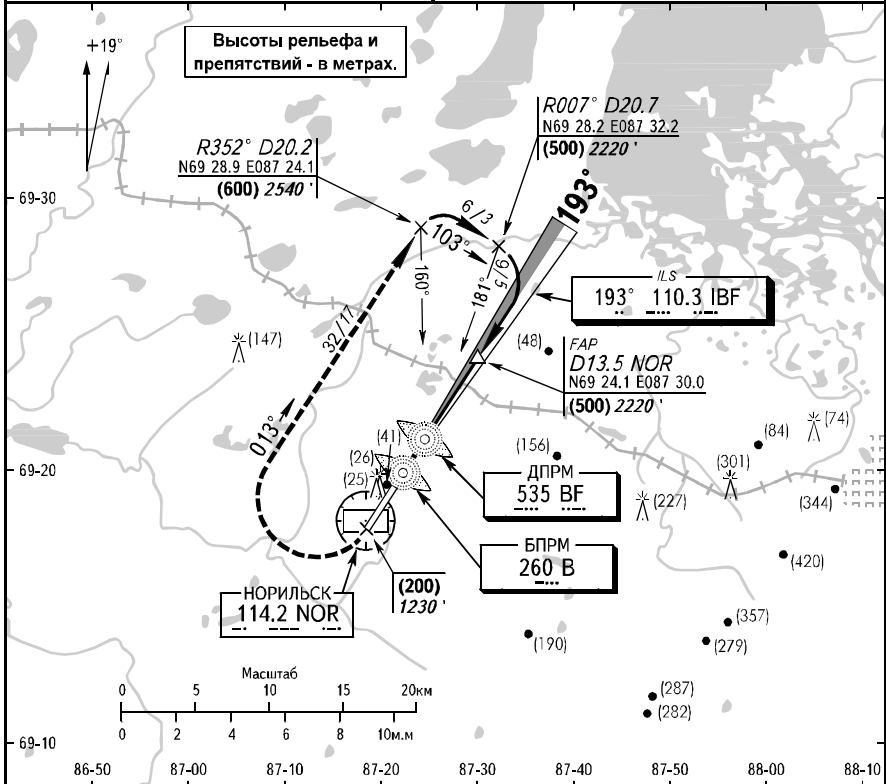 +19°
Высоты рельефа и
препятствий - в метрах.
R007° D20.7
N69 28.2 E087 32.2
(500) 2220 '
R352° D20.2
N69 28.9 E087 24.1
(600) 2540 '
69-30
6/3
103°
193°
9/5
160°
181°
ILS
193° 110.3 IBF
32/17
(147)
(48)
FAP
D13.5 NOR
N69 24.1 E087 30.0
(500) 2220 '
013°
(41)
(26)
(25)
(156)
(74)
(84)
(301)
69-20
ДПРМ
535 BF
(227)
(344)
БПРМ
260 B
(420)
(200)
1230 '
НОРИЛЬСК
114.2 NOR
(190)
(357)
(279)
(287)
(282)
Масштаб
0 5 10 15 20км
0 2 4 6 8 10м.м
69-10
86-50 87-00 87-10 87-20 87-30 87-40 87-50 88-00 88-10